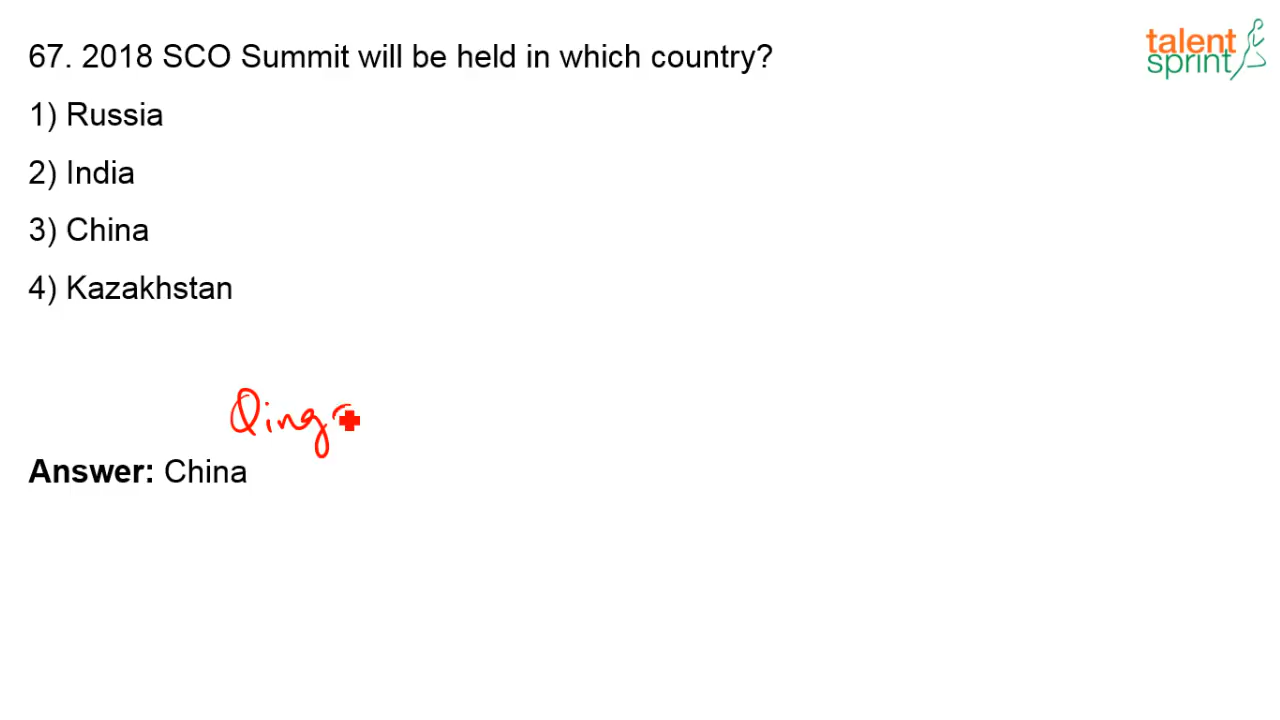 67. 2018 SCO Summit will be held in which country?
talent
sprint
1) Russia
2) India
3) China
4) Kazakhstan
Qing
Answer: China